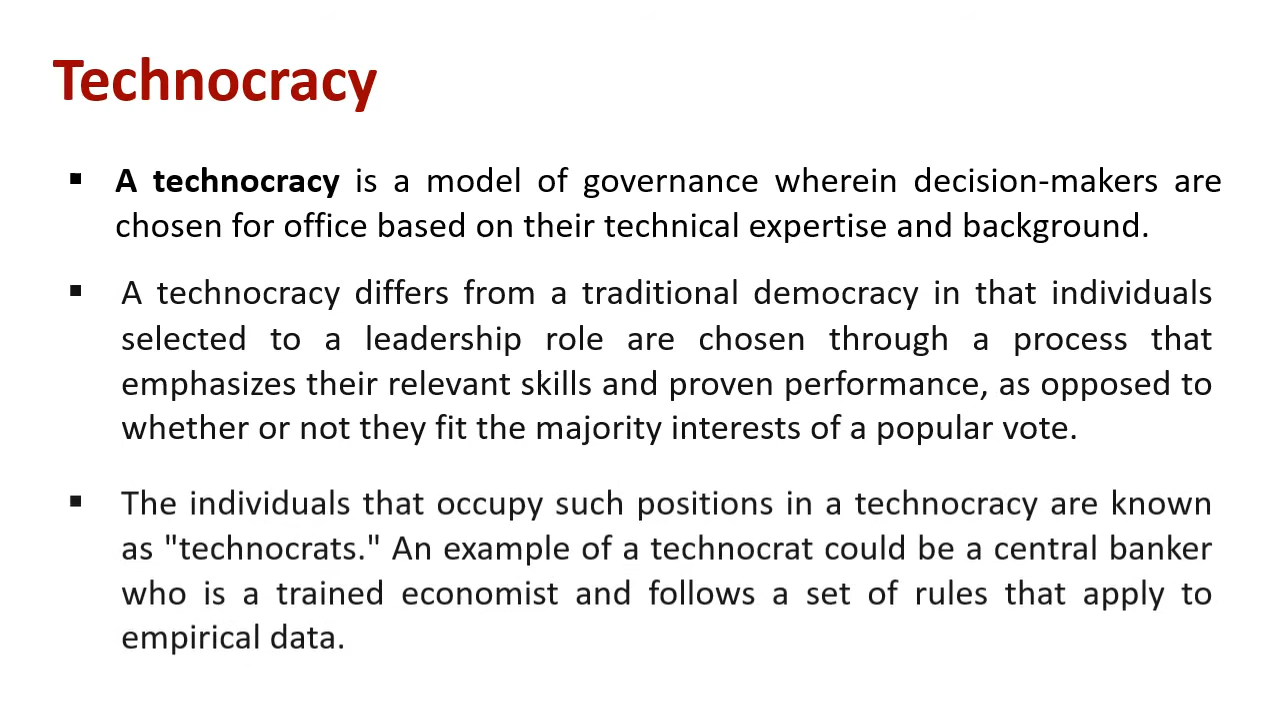 Technocracy
▪ A technocracy is a model of governance wherein decision-makers are
chosen for office based on their technical expertise and background.
▪ A technocracy differs from a traditional democracy in that individuals
selected to a leadership role are chosen through a process that
emphasizes their relevant skills and proven performance, as opposed to
whether or not they fit the majority interests of a popular vote.
▪ The individuals that occupy such positions in a technocracy are known
as "technocrats." An example of a technocrat could be a central banker
who is a trained economist and follows a set of rules that apply to
empirical data.